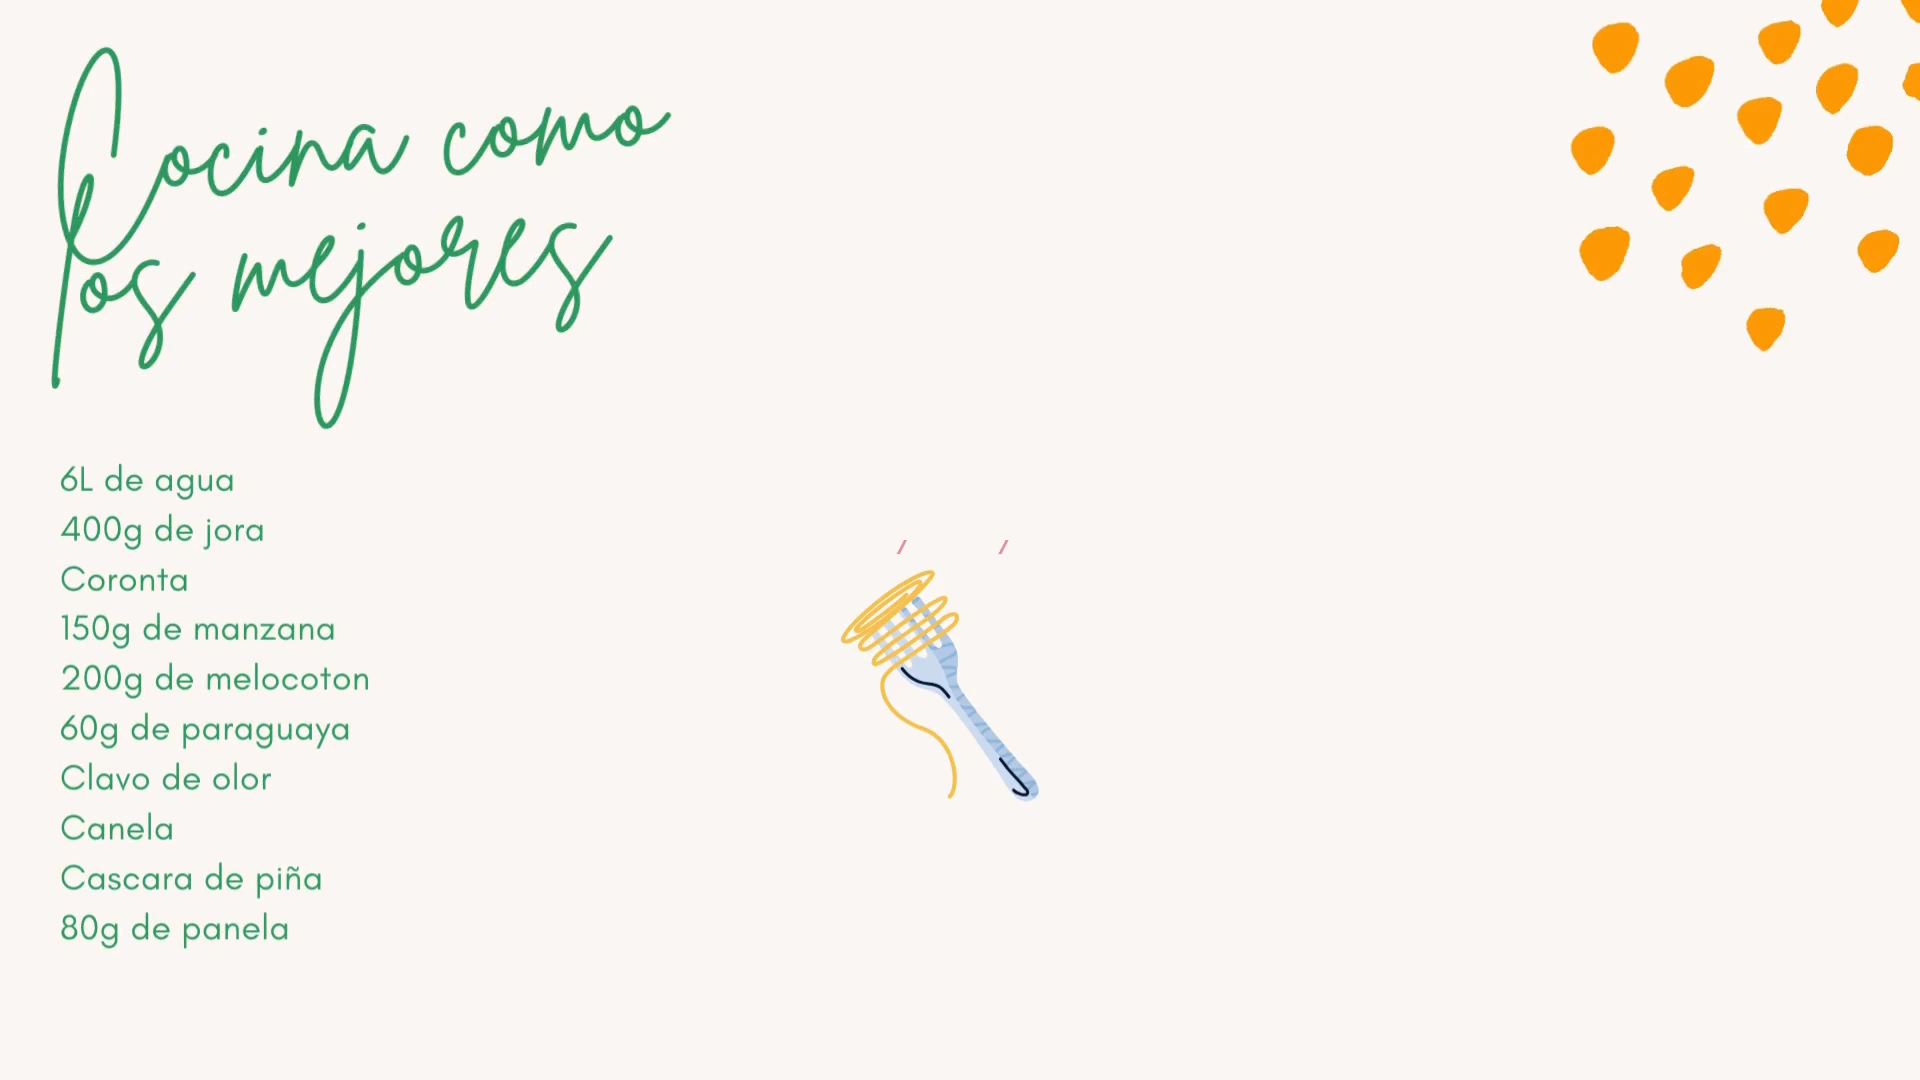 Cocina como
los mejores
6L de agua
400g de jora
Coronta
150g de manzana
200g de melocoton
60g de paraguaya
Clavo de olor
Canela
Cascara de piña
80g de panela